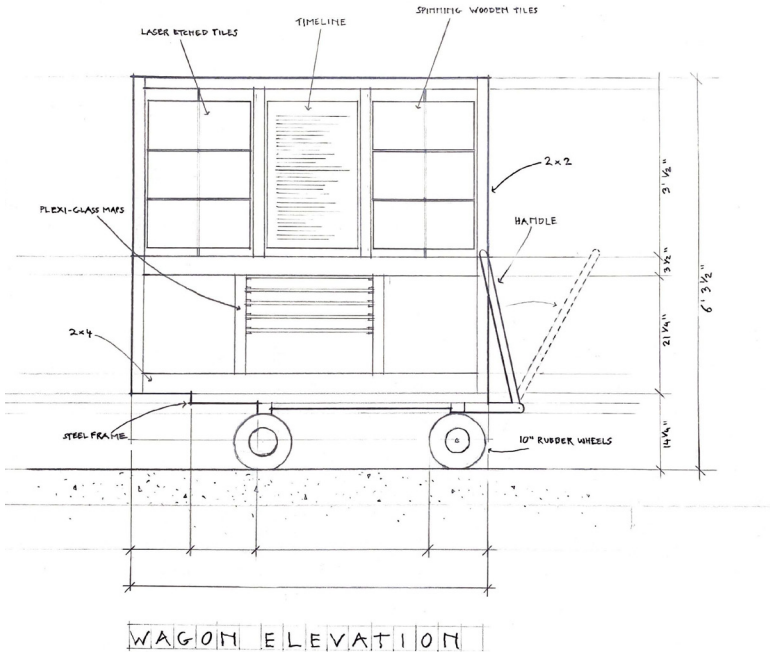 SPINNING WOODEN TILES
TIMELINE
LASER ETCHED TILES
2x2
3' 1/2"
PLEXI-GLASS MAPS
HANDLE
3 1/2"
6' 3 1/2"
2x4
21 1/4"
STEEL FRAME
10" RUBBER WHEELS
14 1/4"
WAGON ELEVATION